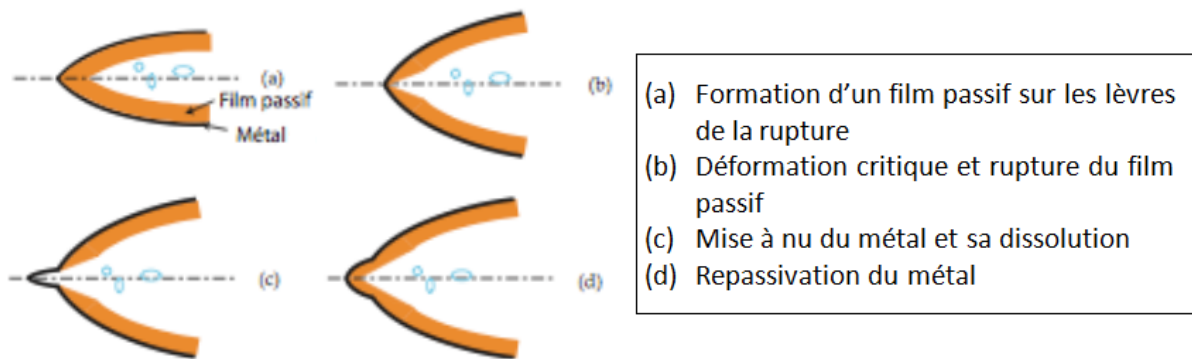 (a)
Film passif
Métal
(b)
(c)
(d)
(a) Formation d'un film passif sur les lèvres
de la rupture
(b) Déformation critique et rupture du film
passif
(c) Mise à nu du métal et sa dissolution
(d) Repassivation du métal